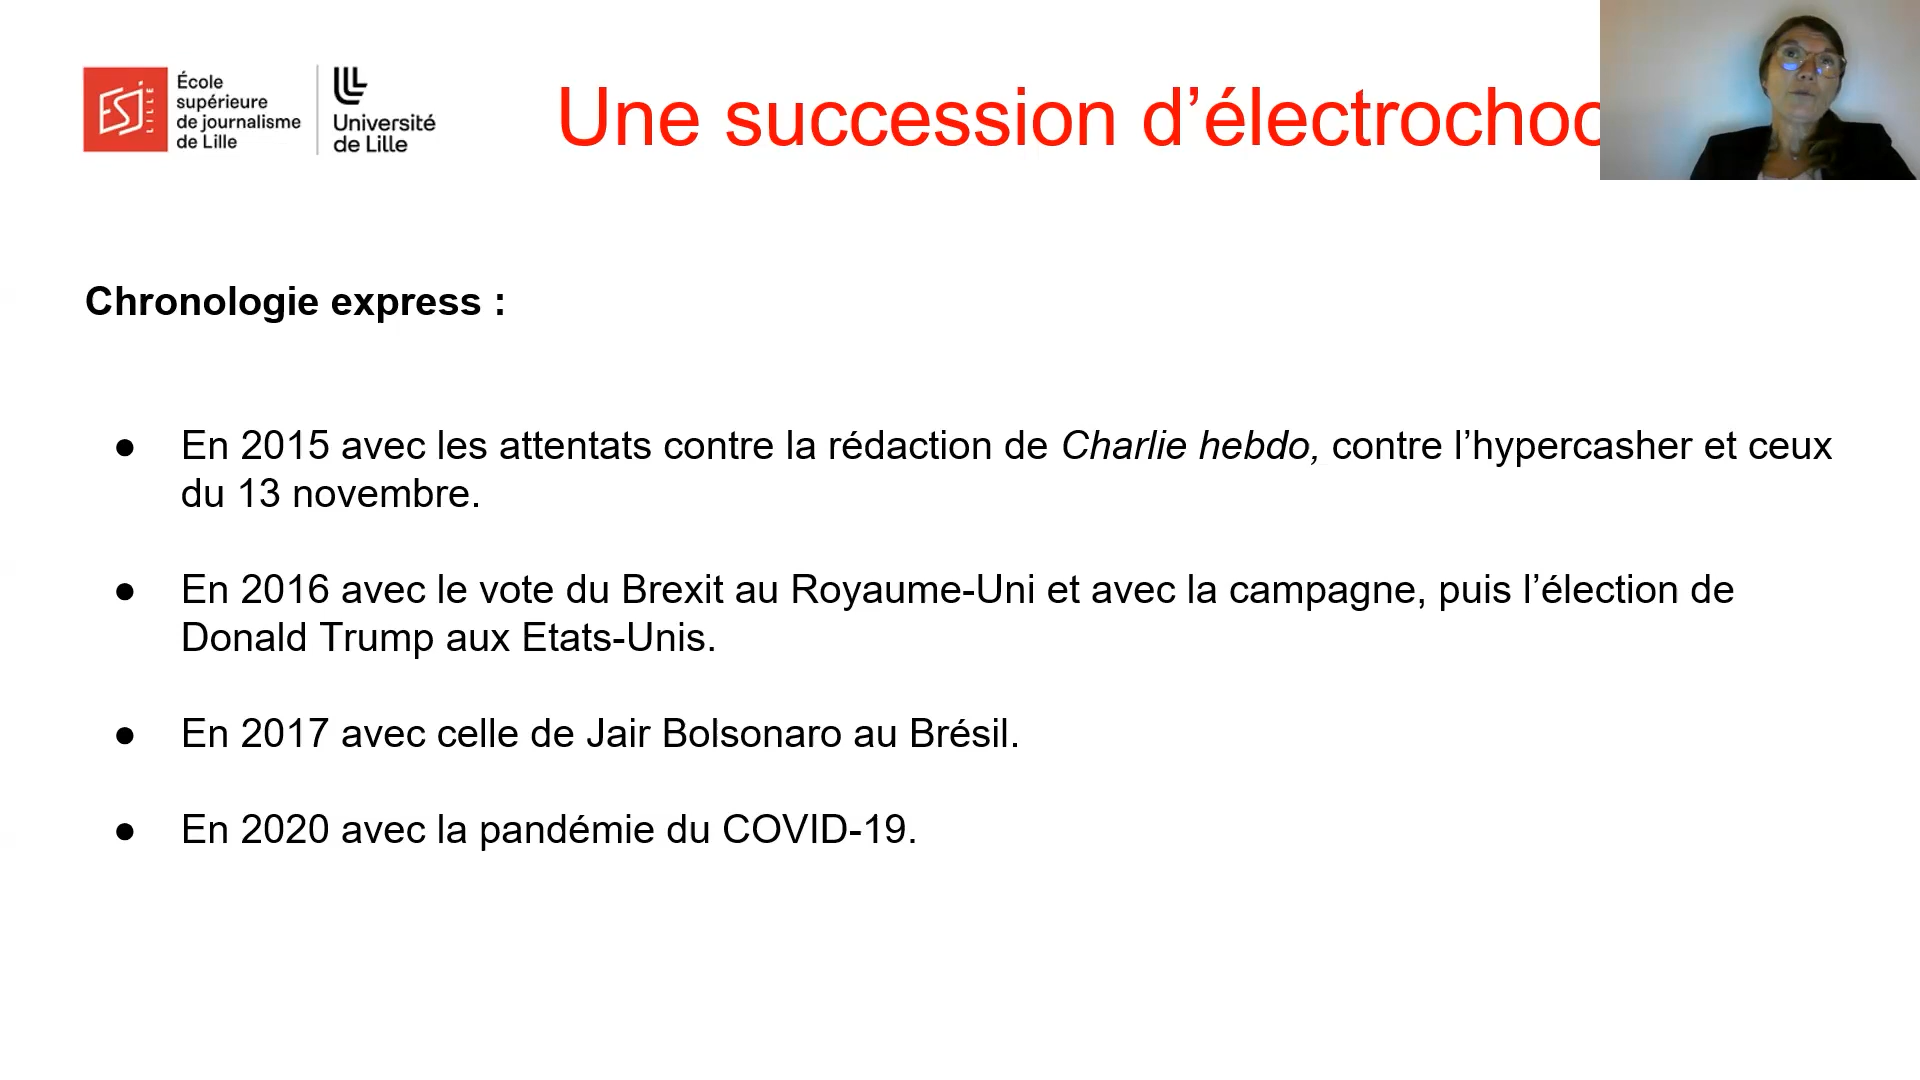 ESJ LILLE
École
supérieure
de journalisme
de Lille
Université
de Lille
Une succession d’électrochoc
Chronologie express :
● En 2015 avec les attentats contre la rédaction de Charlie hebdo, contre l’hypercasher et ceux
du 13 novembre.
● En 2016 avec le vote du Brexit au Royaume-Uni et avec la campagne, puis l’élection de
Donald Trump aux Etats-Unis.
● En 2017 avec celle de Jair Bolsonaro au Brésil.
● En 2020 avec la pandémie du COVID-19.